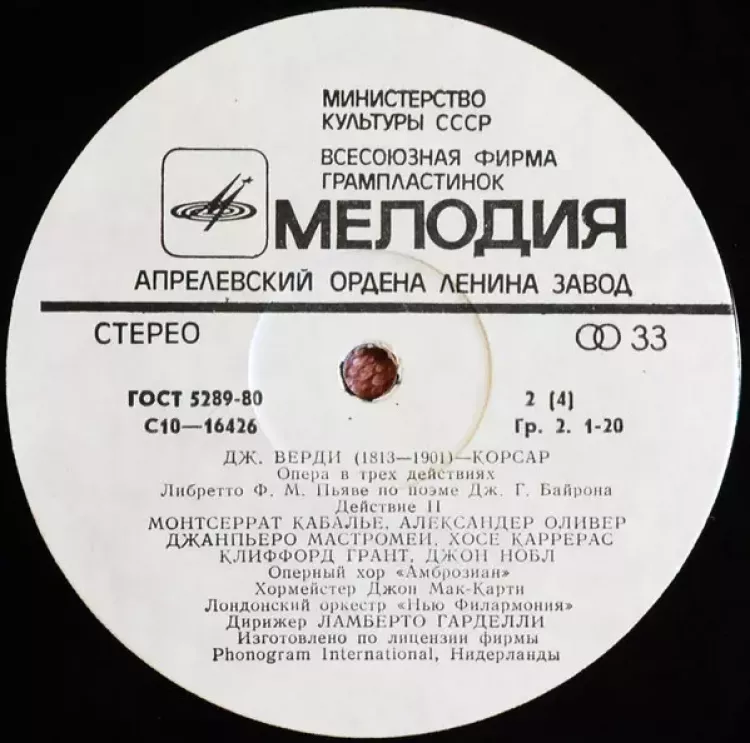 МИНИСТЕРСТВО
КУЛЬТУРЫ СССР
ВСЕСОЮЗНАЯ ФИРМА
ГРАМПЛАСТИНОК
МЕЛОДИЯ
АПРЕЛЕВСКИЙ ОРДЕНА ЛЕНИНА ЗАВОД
СТЕРЕО 33
ГОСТ 5289-80 2 (4)
С10—16426 Гр. 2. 1-20
ДЖ. ВЕРДИ (1813—1901)—КОРСАР
Опера в трех действиях
Либретто Ф. М. Пьяве по поэме Дж. Г. Байрона
Действие II
МОНТСЕРРАТ КАБАЛЬЕ, АЛЕКСАНДЕР ОЛИВЕР
ДЖАНПЬЕРО МАСТРОМЕИ, ХОСЕ КАРРЕРАС
КЛИФФОРД ГРАНТ, ДЖОН НОБЛ
Оперный хор «Амброзиан»
Хормейстер Джон Мак-Карти
Лондонский оркестр «Нью Филармония»
Дирижер ЛАМБЕРТО ГАРДЕЛЛИ
Изготовлено по лицензии фирмы
Phonogram International, Нидерланды